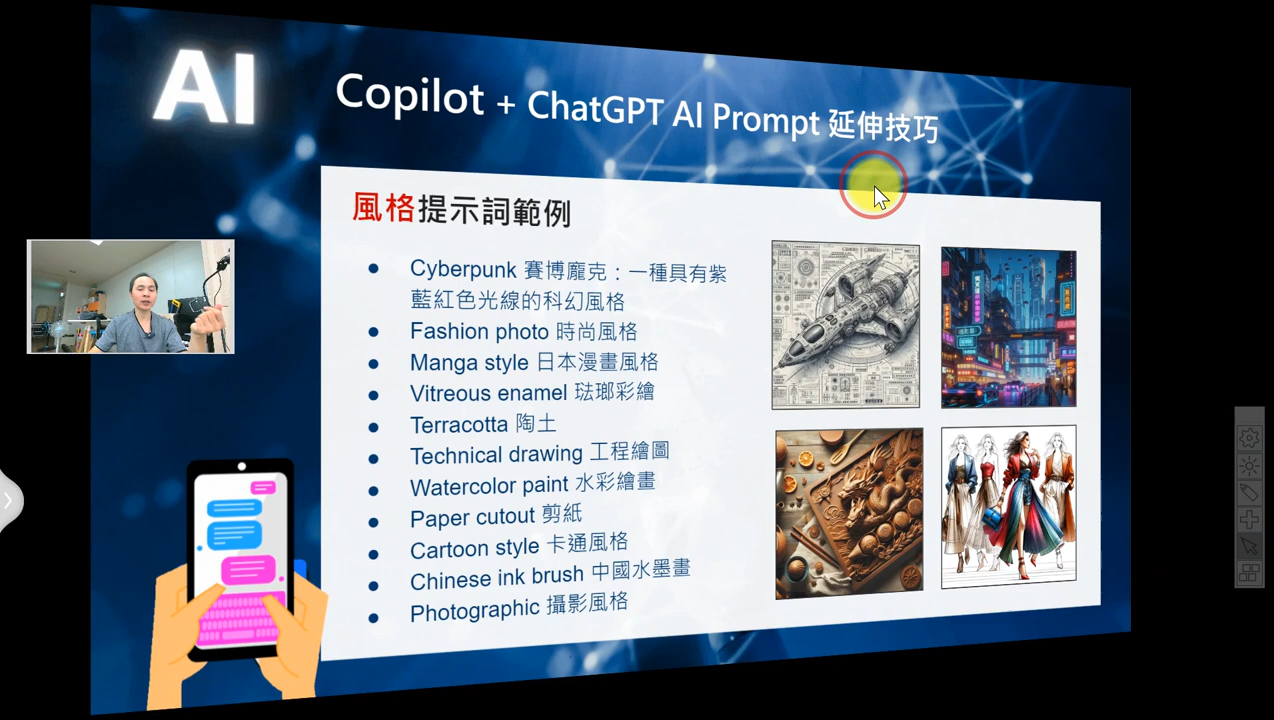 AI
Copilot + ChatGPT AI Prompt 延伸技巧
風格提示詞範例
Cyberpunk 賽博龐克：一種具有紫
藍紅色光線的科幻風格
Fashion photo 時尚風格
Manga style 日本漫畫風格
Vitreous enamel 琺瑯彩繪
Terracotta 陶土
Technical drawing 工程繪圖
Watercolor paint 水彩繪畫
Paper cutout 剪紙
Cartoon style 卡通風格
Chinese ink brush 中國水墨畫
Photographic 攝影風格